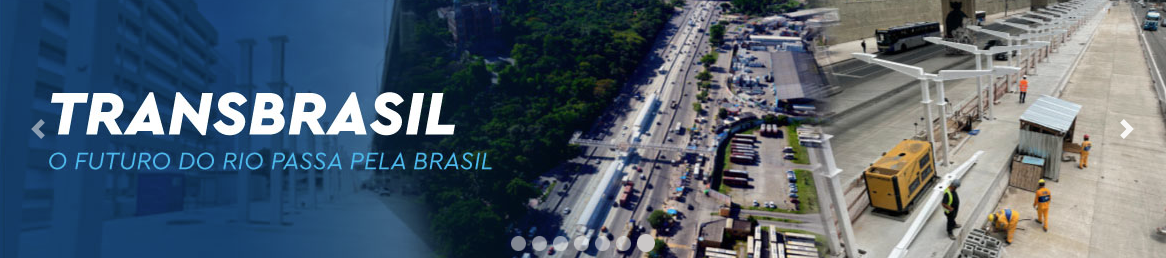 TRANSBRASIL
O FUTURO DO RIO PASSA PELA BRASIL